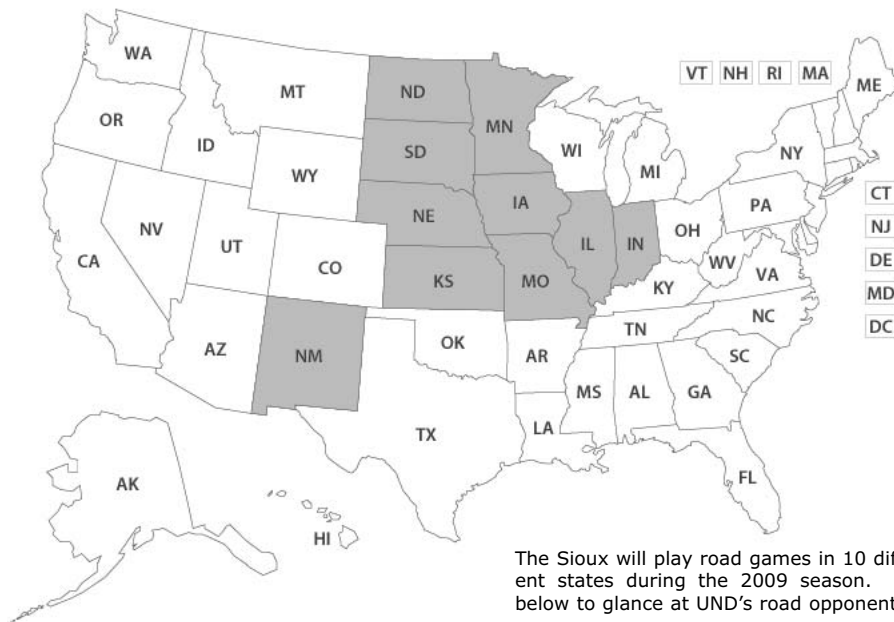 WA
VT NH RI MA
ME
MT
ND
MN
OR
ID
SD
WI
MI
NY
WY
CT
NE
IA
PA
NJ
NV
UT
CO
IL
IN
OH
WV
VA
DE
CA
KS
MO
KY
MD
AZ
NM
OK
AR
TN
NC
DC
SC
MS
AL
GA
TX
LA
FL
AK
HI
The Sioux will play road games in 10 dif
ent states during the 2009 season.
below to glance at UND's road opponent